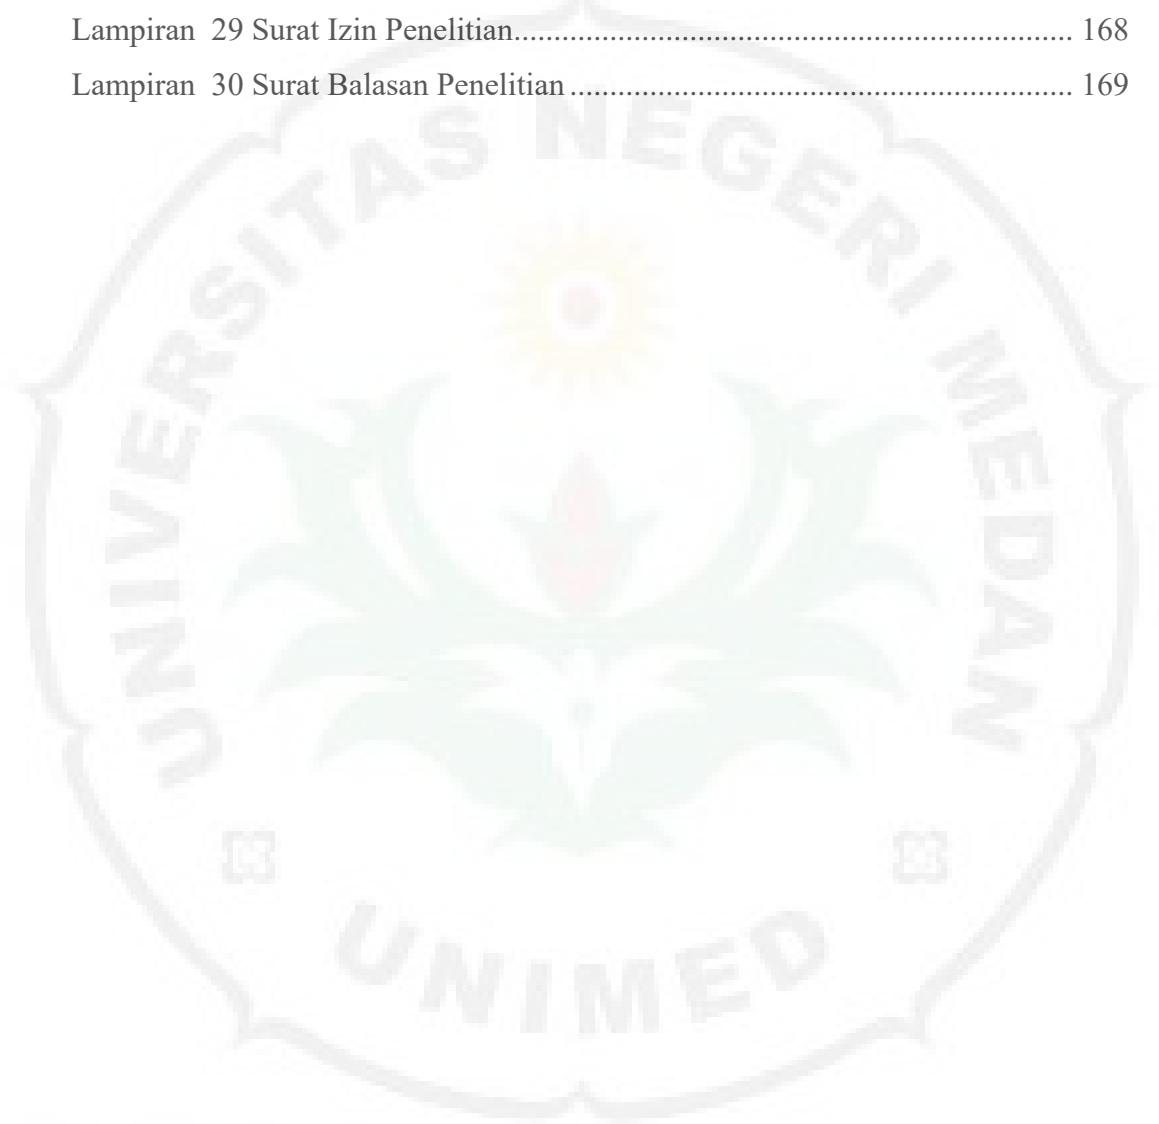 Lampiran  29 Surat Izin Penelitian....................................................................... 168
Lampiran  30 Surat Balasan Penelitian ................................................................ 169
UNIVERSITAS NEGERI MEDAN
UNIMED